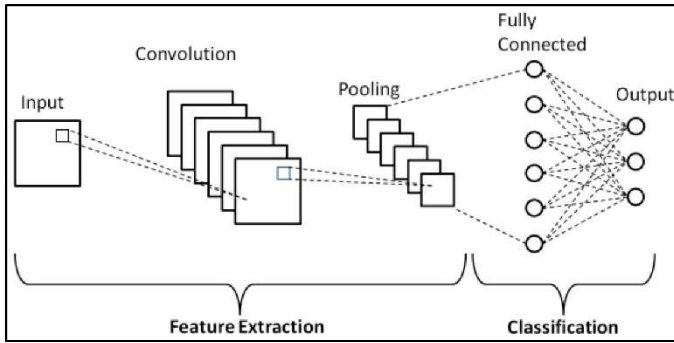 Fully
Connected
Convolution
Pooling
Input
Output
Feature Extraction
Classification